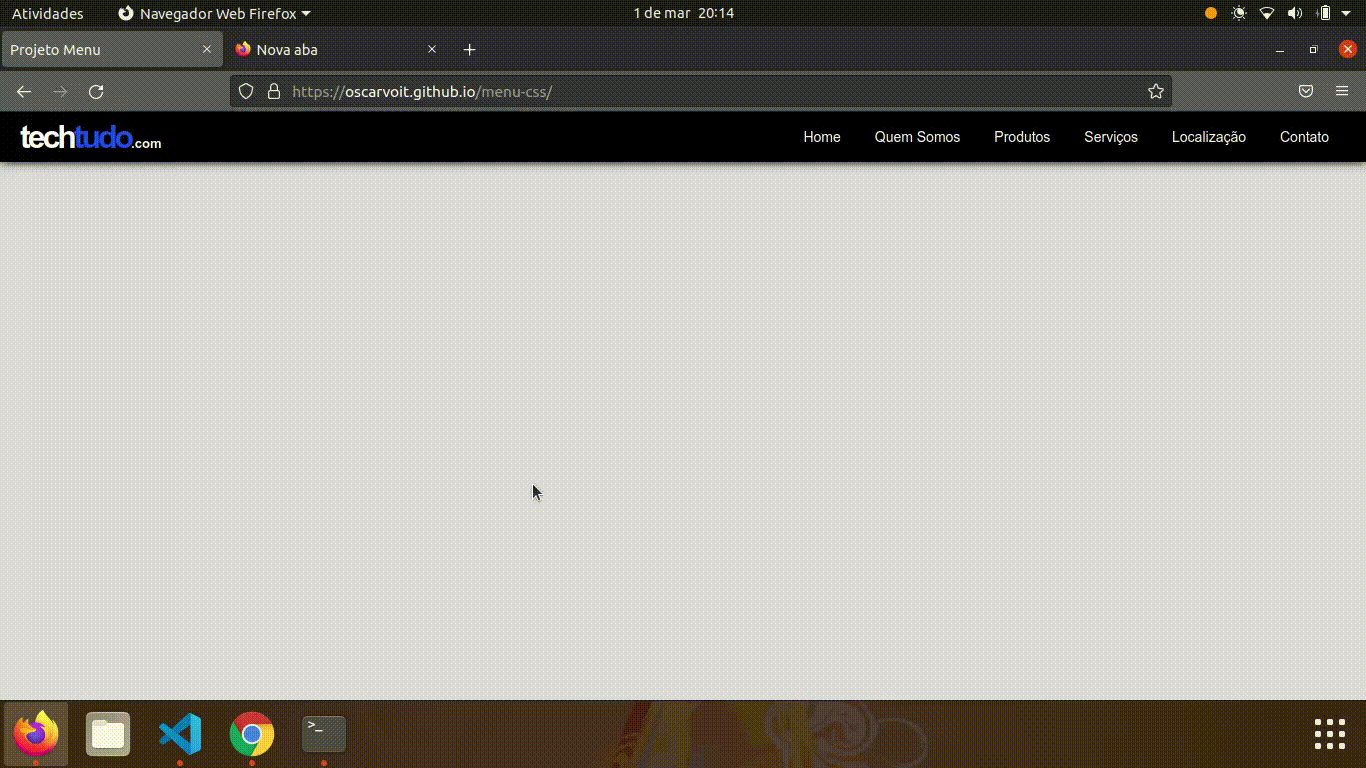 Atividades Navegador Web Firefox 1 de mar 20:14
Projeto Menu Nova aba
https://oscarvoit.github.io/menu-css/
techtudo.com Home Quem Somos Produtos Serviços Localização Contato
>_